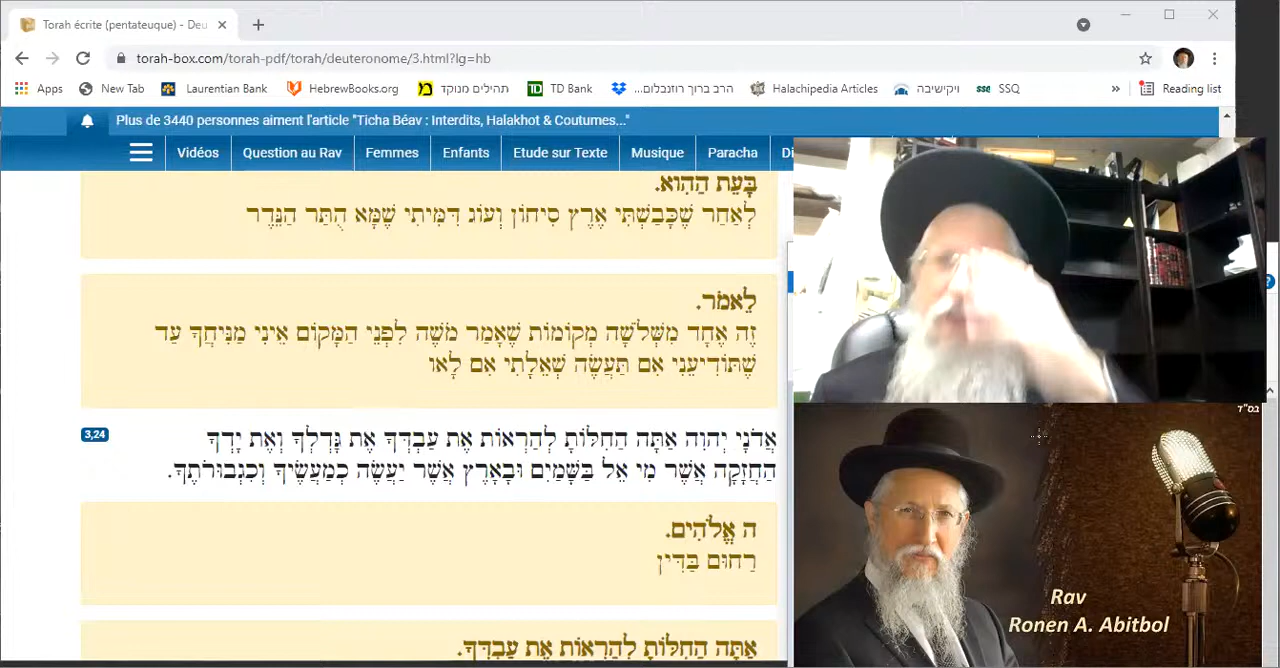 Torah écrite (pentateuque) - Deu
torah-box.com/torah-pdf/torah/deuteronome/3.html?lg=hb
Apps New Tab Laurentian Bank HebrewBooks.org תהילים מנוקד TD Bank הרב ברוך רוזנבלום... Halachipedia Articles ויקישיבה SSQ » Reading list
Plus de 3440 personnes aiment l'article "Ticha Béav : Interdits, Halakhot & Coutumes..."
Vidéos Question au Rav Femmes Enfants Etude sur Texte Musique Paracha Di
בָּעֵת הַהִוא.
לְאַחַר שֶׁכָּבַשְׁתִּי אֶרֶץ סִיחוֹן וְעוֹג דִּמִּיתִי שֶׁמָּא הֻתַּר הַנֶּדֶר
לֵאמֹר.
זֶה אֶחָד מִשְּׁלֹשָׁה מְקוֹמוֹת שֶׁאָמַר מֹשֶׁה לִפְנֵי הַמָּקוֹם אֵינִי מַנִּיחֲךָ עַד
שֶׁתּוֹדִיעֵנִי אִם תַּעֲשֶׂה שְׁאֵלָתִי אִם לָאו
3,24
אֲדֹנָי יְהוִה אַתָּה הַחִלּוֹתָ לְהַרְאוֹת אֶת עַבְדְּךָ אֶת גָּדְלְךָ וְאֶת יָדְךָ
הַחֲזָקָה אֲשֶׁר מִי אֵל בַּשָּׁמַיִם וּבָאָרֶץ אֲשֶׁר יַעֲשֶׂה כְמַעֲשֶׂיךָ וְכִגְבוּרֹתֶךָ.
ה אֱלֹהִים.
רַחוּם בַּדִּין
אַתָּה הַחִלּוֹתָ לְהַרְאוֹת אֶת עַבְדְּךָ.
בס"ד
Rav
Ronen A. Abitbol